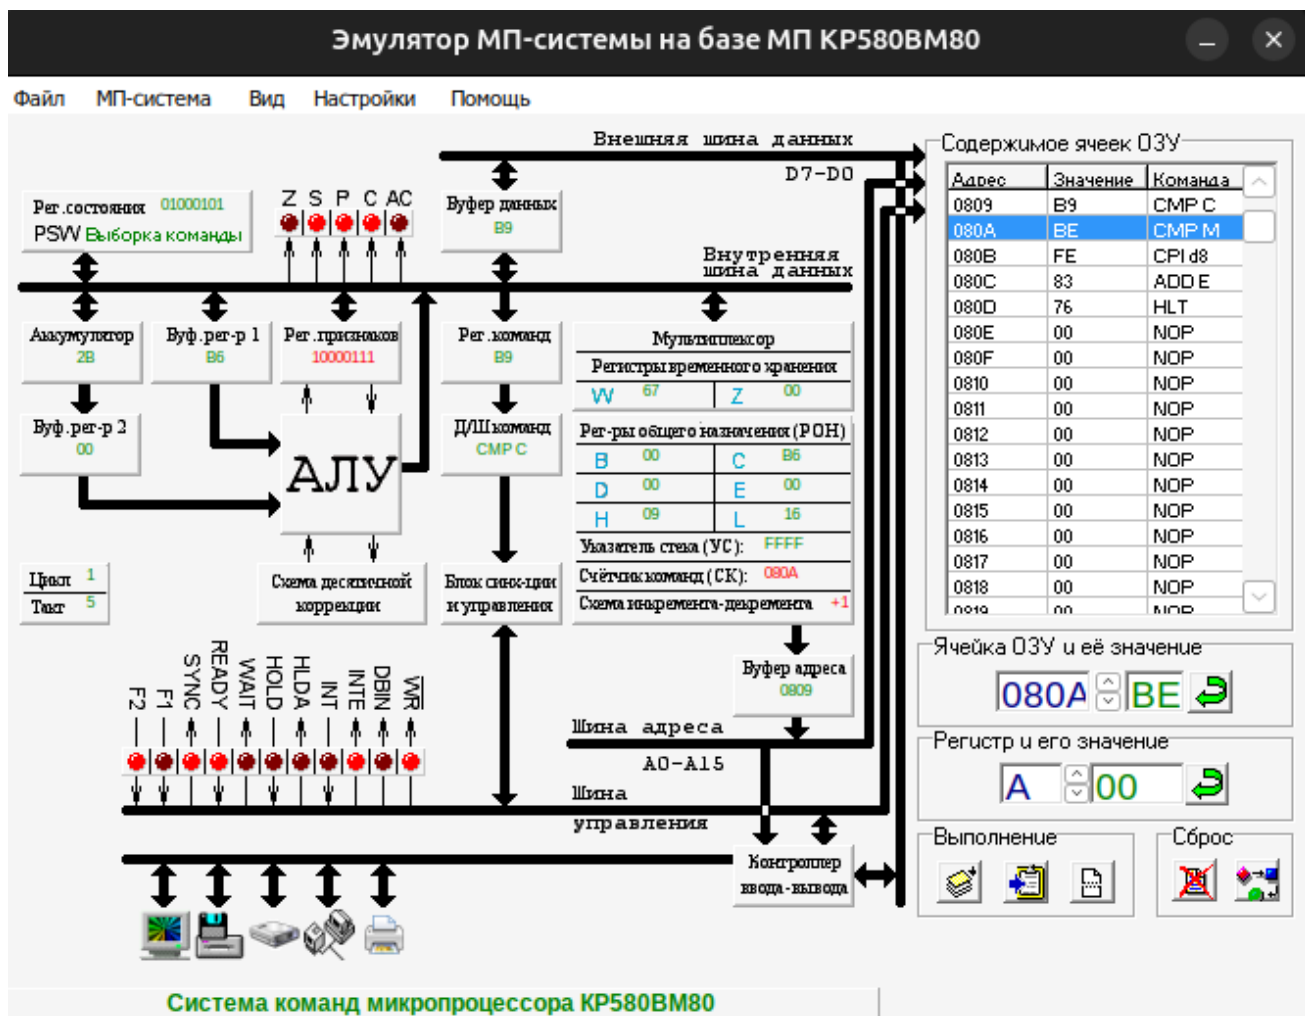 Эмулятор МП-системы на базе МП КР580ВМ80
Файл МП-система Вид Настройки Помощь
Внешняя шина данных
D7-D0
Рег.состояния 01000101
PSW Выборка команды
Z S P C AC
Буфер данных
B9
Внутренняя
шина данных
Аккумулятор
2B
Буф.рег-р 1
B6
Рег.признаков
10000111
Рег.команд
B9
Мультиплексор
Регистры временного хранения
W 67 Z 00
Буф.рег-р 2
00
АЛУ
Д/Ш команд
CMP C
Рег-ры общего назначения (РОН)
B 00 C B6
D 00 E 00
H 09 L 16
Указатель стека (УС): FFFF
Счётчик команд (СК): 080A
Схема инкремента-декремента +1
Цикл 1
Такт 5
Схема десятичной
коррекции
Блок синх-ции
и управления
Буфер адреса
0809
F2 F1 SYNC READY WAIT HOLD HLDA INT INTE DBIN WR
Шина адреса
A0-A15
Шина
управления
Контроллер
ввода-вывода
Содержимое ячеек ОЗУ
Адрес Значение Команда
0809 B9 CMP C
080A BE CMP M
080B FE CPI d8
080C 83 ADD E
080D 76 HLT
080E 00 NOP
080F 00 NOP
0810 00 NOP
0811 00 NOP
0812 00 NOP
0813 00 NOP
0814 00 NOP
0815 00 NOP
0816 00 NOP
0817 00 NOP
0818 00 NOP
0819 00 NOP
Ячейка ОЗУ и её значение
080A BE
Регистр и его значение
A 00
Выполнение
Сброс
Система команд микропроцессора КР580ВМ80